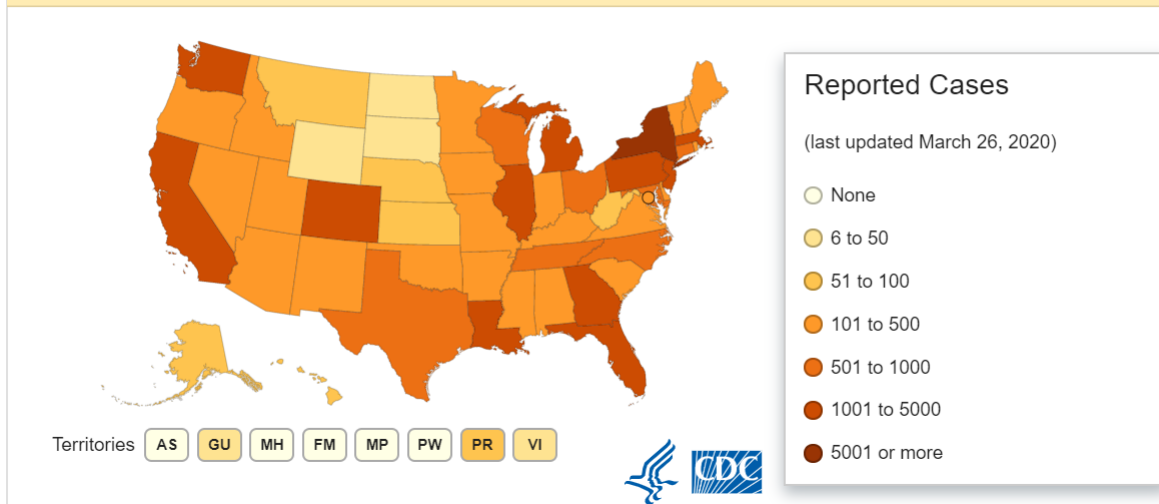 Reported Cases
(last updated March 26, 2020)
None
6 to 50
51 to 100
101 to 500
501 to 1000
1001 to 5000
5001 or more
Territories AS GU MH FM MP PW PR VI
CDC